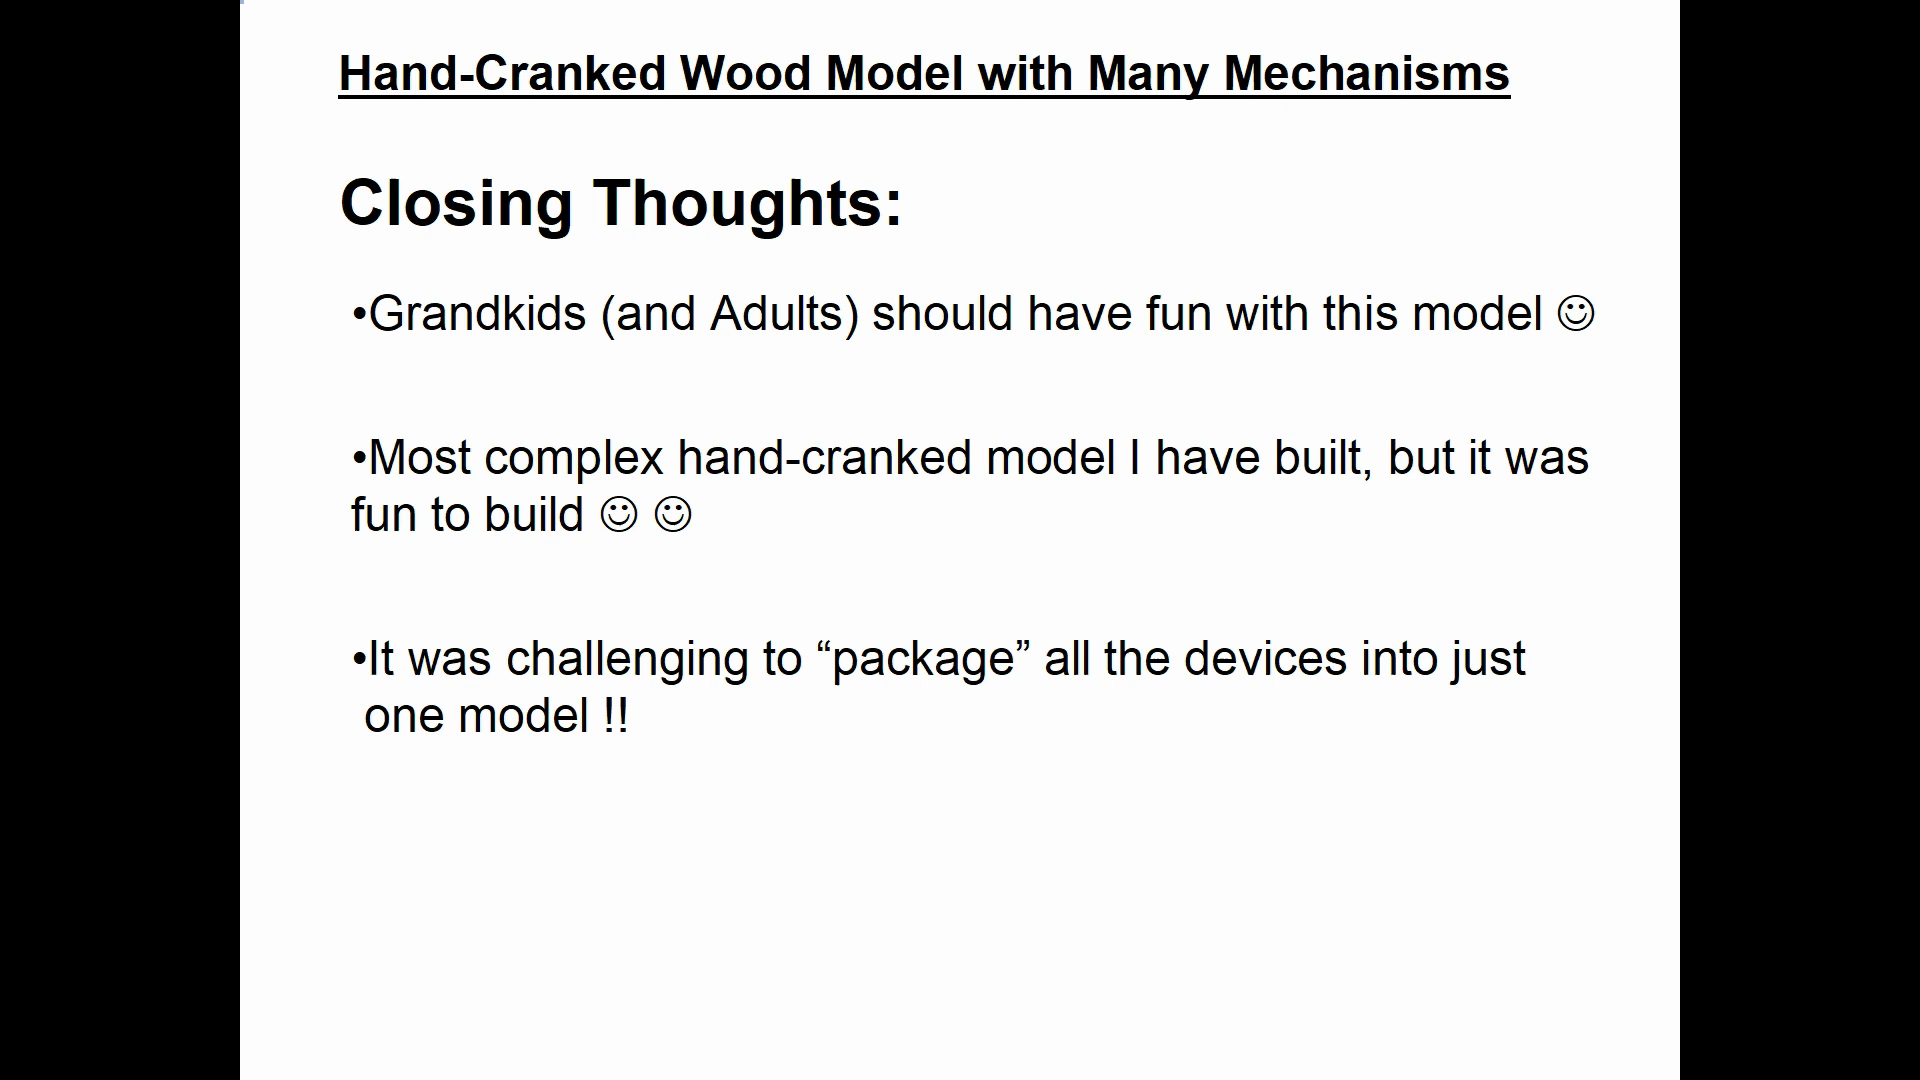 Hand-Cranked Wood Model with Many Mechanisms
Closing Thoughts:
•Grandkids (and Adults) should have fun with this model ☺
•Most complex hand-cranked model I have built, but it was
fun to build ☺ ☺
•It was challenging to “package” all the devices into just
one model !!